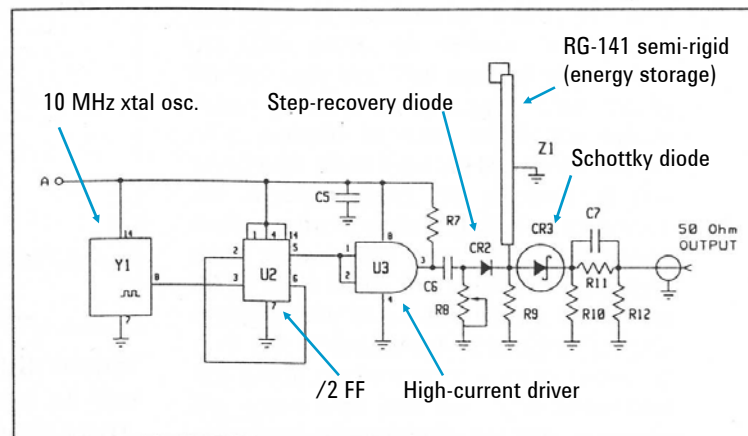 RG-141 semi-rigid
(energy storage)
10 MHz xtal osc.
Step-recovery diode
Z1
Schottky diode
A
C5
R7
CR2
CR3
C7
50 Ohm
OUTPUT
14
1 4 14
8
Y1
8
2
3
U2
5
6
1
2
U3
3
C6
R8
R9
R11
R10
R12
7
7
4
/2 FF
High-current driver